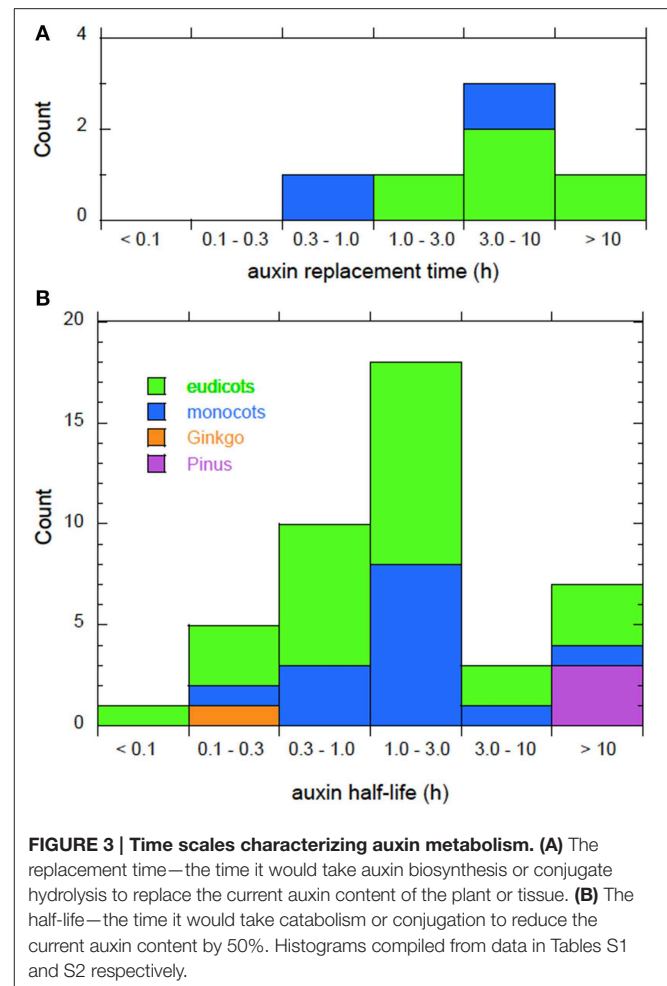 A
4
2
0
Count
< 0.1 0.1 - 0.3 0.3 - 1.0 1.0 - 3.0 3.0 - 10 > 10
auxin replacement time (h)
B
20
15
10
5
0
Count
eudicots
monocots
Ginkgo
Pinus
< 0.1 0.1 - 0.3 0.3 - 1.0 1.0 - 3.0 3.0 - 10 > 10
auxin half-life (h)
FIGURE 3 | Time scales characterizing auxin metabolism. (A) The
replacement time—the time it would take auxin biosynthesis or conjugate
hydrolysis to replace the current auxin content of the plant or tissue. (B) The
half-life—the time it would take catabolism or conjugation to reduce the
current auxin content by 50%. Histograms compiled from data in Tables S1
and S2 respectively.